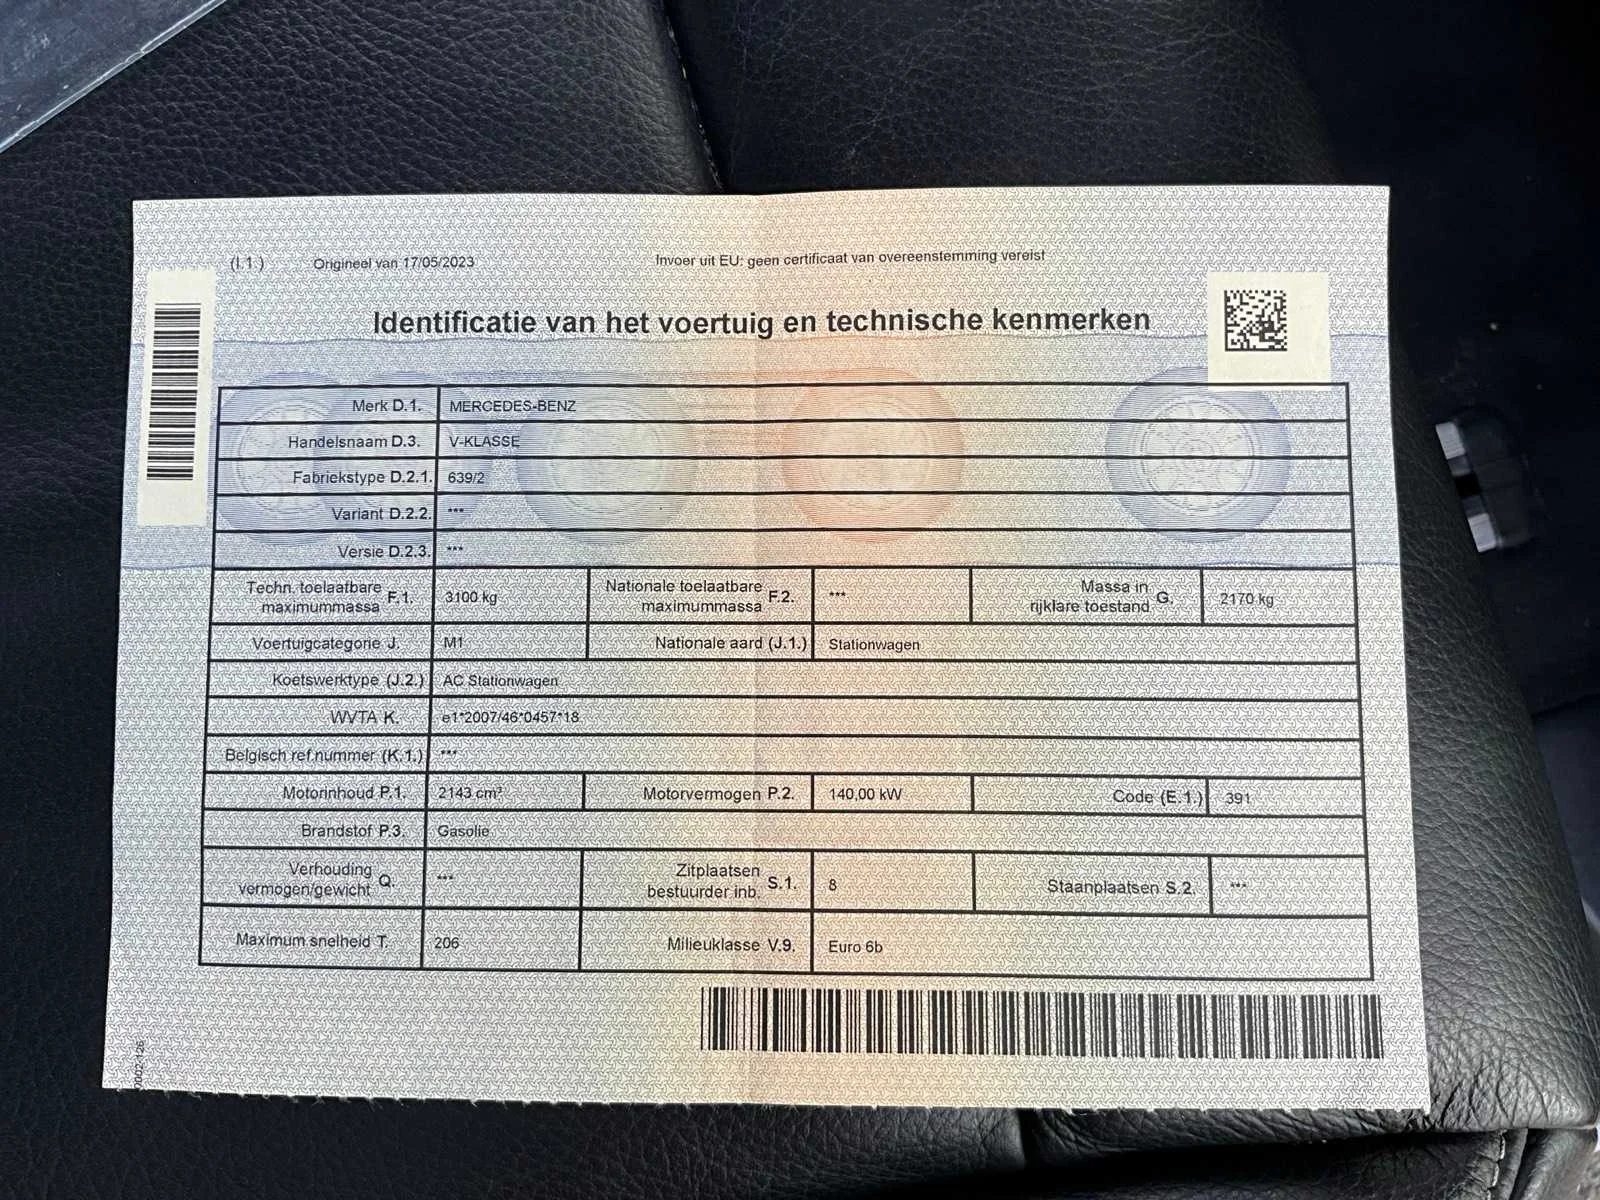 (I.1.) Origineel van 17/05/2023 Invoer uit EU: geen certificaat van overeenstemming vereist
Identificatie van het voertuig en technische kenmerken
Merk D.1. MERCEDES-BENZ
Handelsnaam D.3. V-KLASSE
Fabriekstype D.2.1. 639/2
Variant D.2.2. ***
Versie D.2.3. ***
Techn. toelaatbare maximummassa F.1. 3100 kg Nationale toelaatbare maximummassa F.2. *** Massa in rijklare toestand G. 2170 kg
Voertuigcategorie J. M1 Nationale aard (J.1.) Stationwagen
Koetswerktype (J.2.) AC Stationwagen
WVTA K. e1*2007/46*0457*18
Belgisch ref.nummer (K.1.) ***
Motorinhoud P.1. 2143 cm³ Motorvermogen P.2. 140,00 kW Code (E.1.) 391
Brandstof P.3. Gasolie
Verhouding vermogen/gewicht Q. *** Zitplaatsen bestuurder inb. S.1. 8 Staanplaatsen S.2. ***
Maximum snelheid T. 206 Milieuklasse V.9. Euro 6b